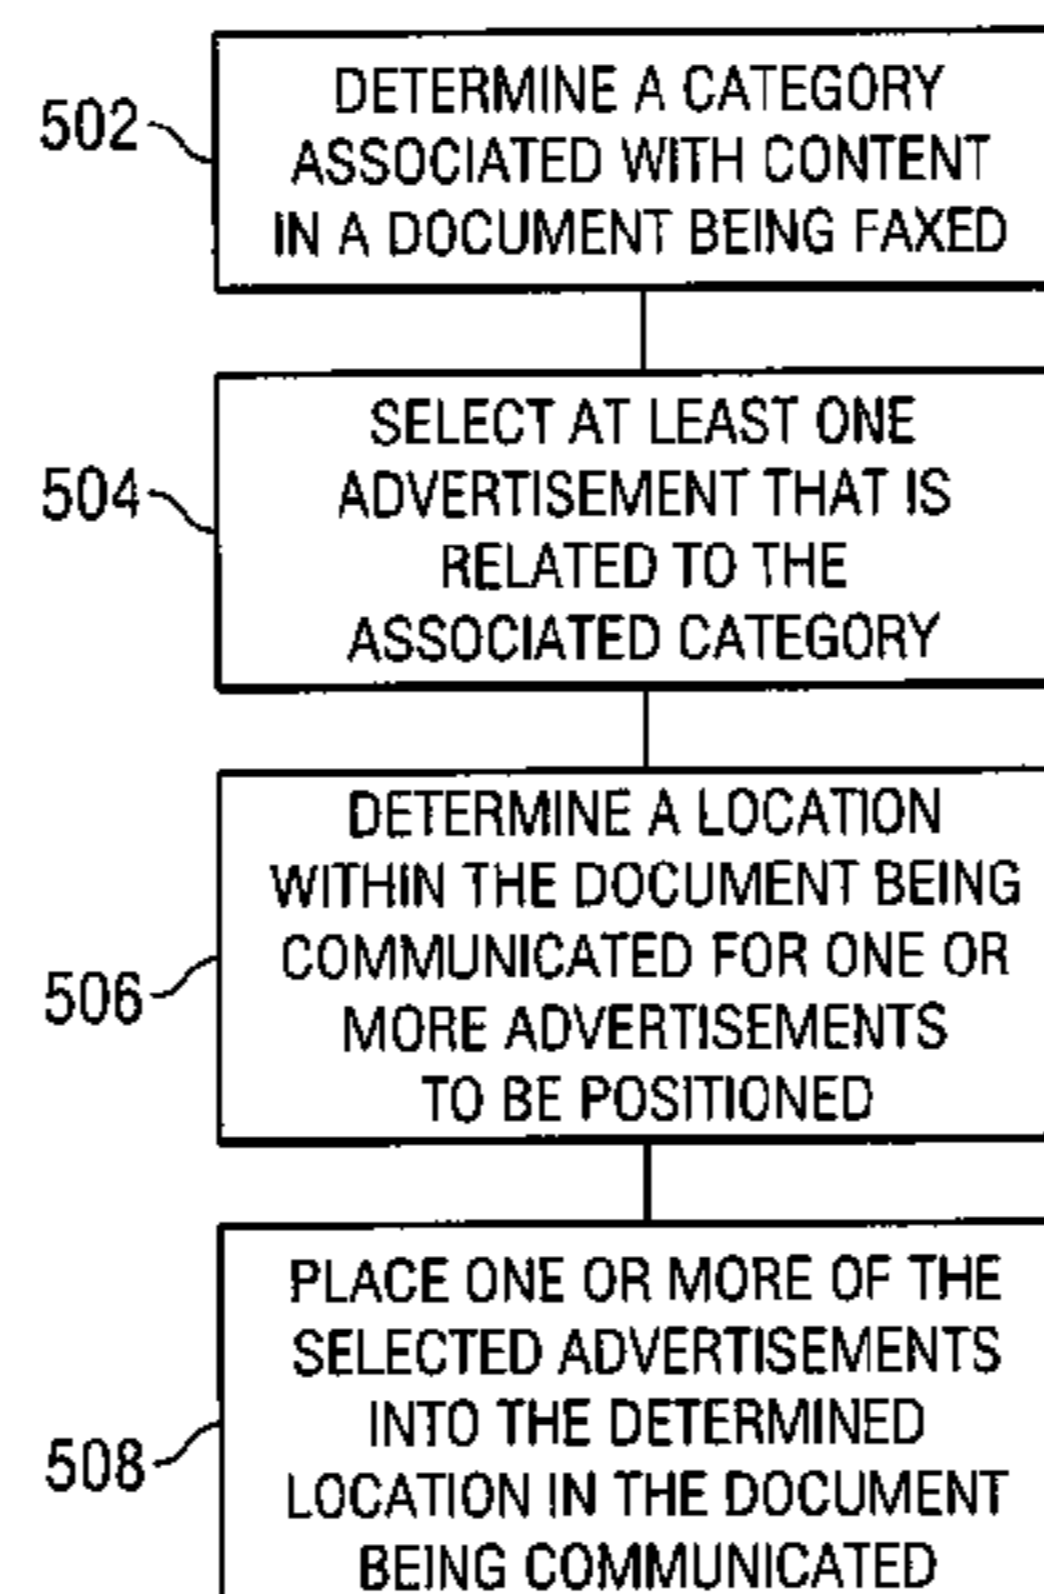 502
DETERMINE A CATEGORY
ASSOCIATED WITH CONTENT
IN A DOCUMENT BEING FAXED
504
SELECT AT LEAST ONE
ADVERTISEMENT THAT IS
RELATED TO THE
ASSOCIATED CATEGORY
506
DETERMINE A LOCATION
WITHIN THE DOCUMENT BEING
COMMUNICATED FOR ONE OR
MORE ADVERTISEMENTS
TO BE POSITIONED
508
PLACE ONE OR MORE OF THE
SELECTED ADVERTISEMENTS
INTO THE DETERMINED
LOCATION IN THE DOCUMENT
BEING COMMUNICATED